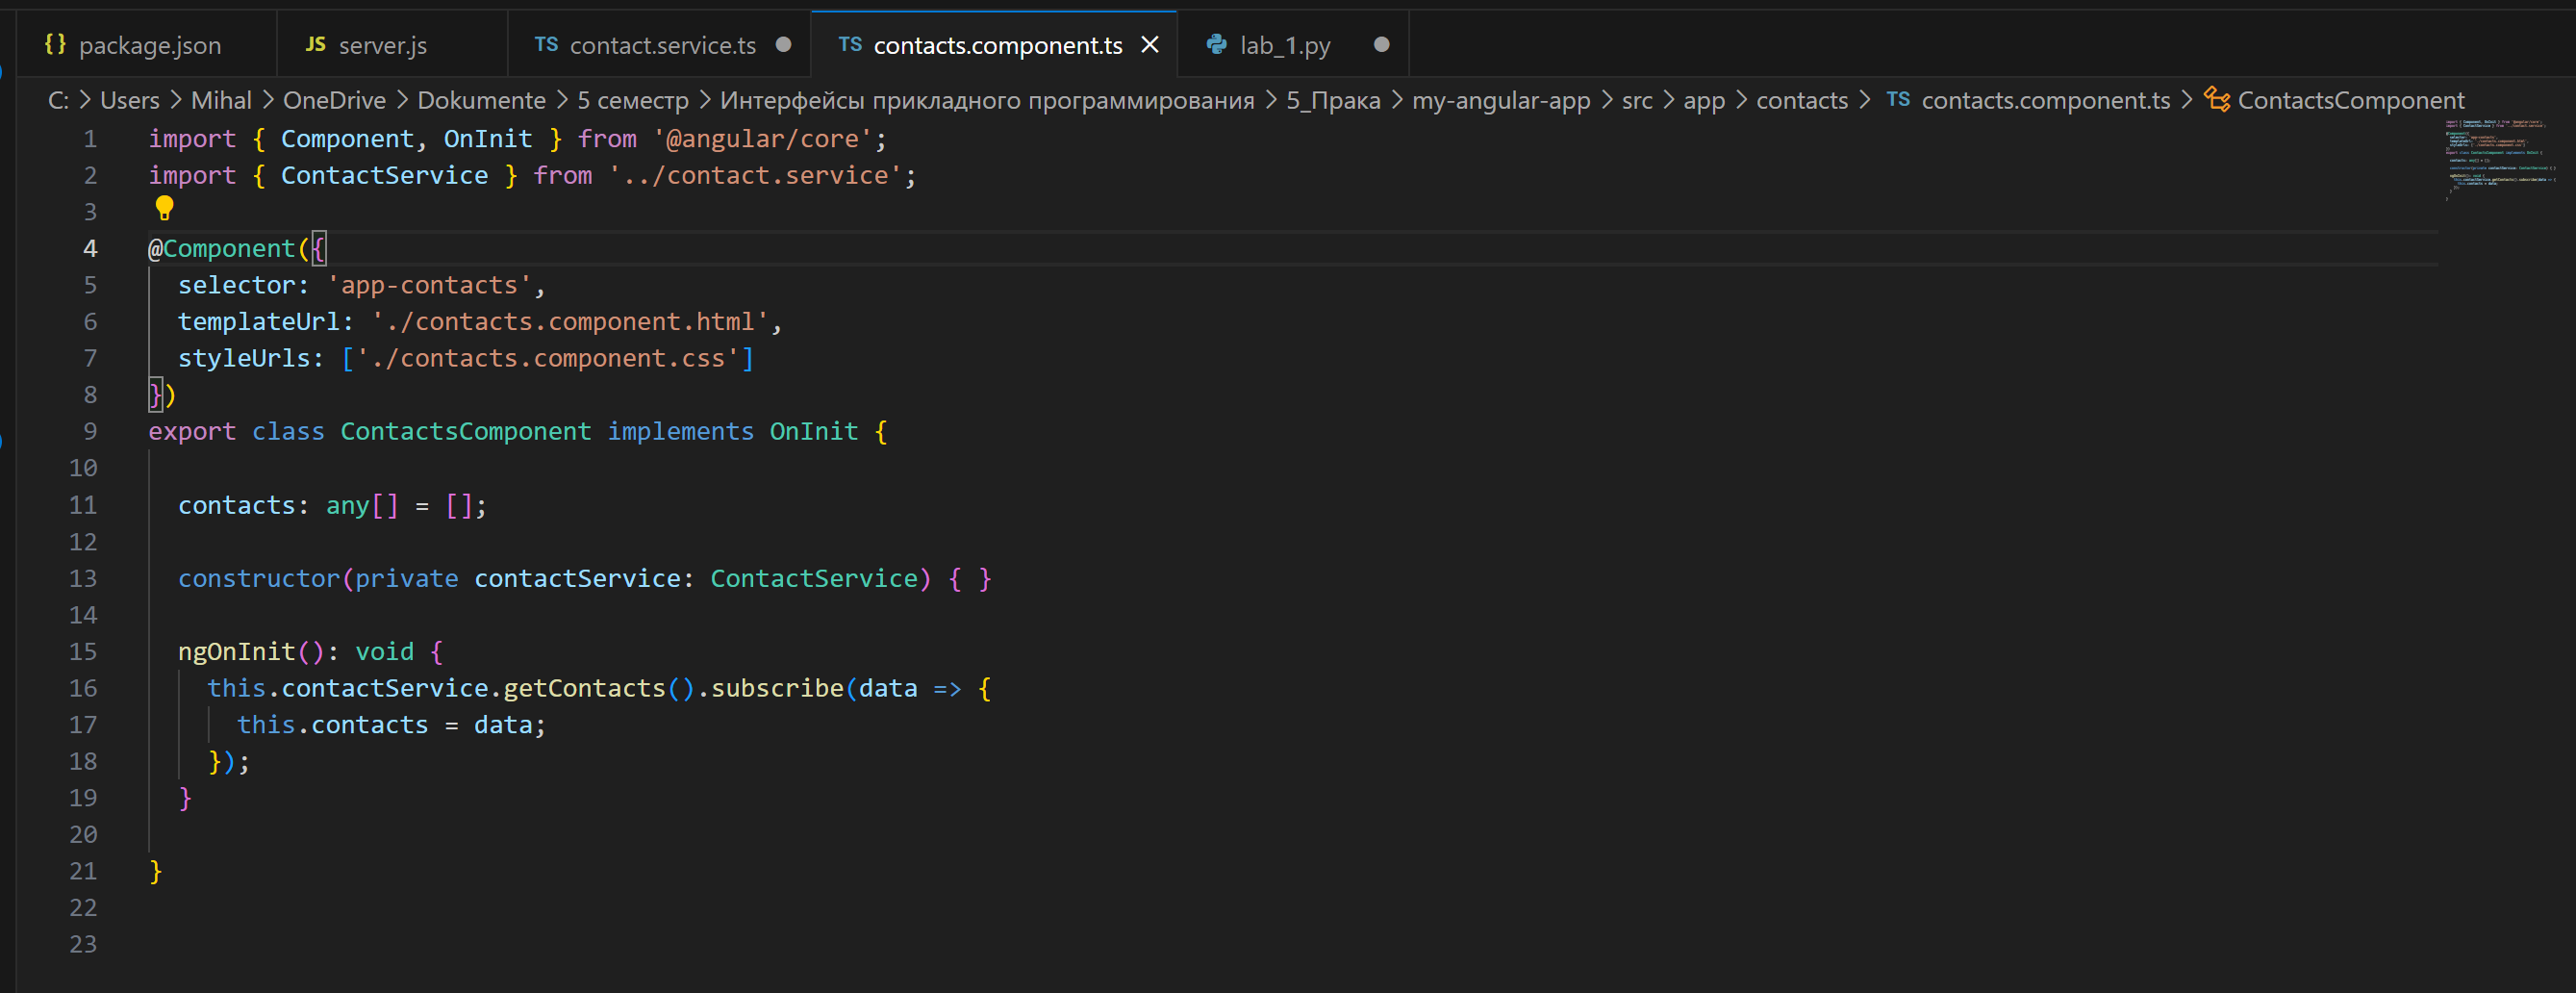 {} package.json JS server.js TS contact.service.ts TS contacts.component.ts lab_1.py
C: > Users > Mihal > OneDrive > Dokumente > 5 семестр > Интерфейсы прикладного программирования > 5_Прака > my-angular-app > src > app > contacts > TS contacts.component.ts > ContactsComponent
1 import { Component, OnInit } from '@angular/core';
2 import { ContactService } from '../contact.service';
3
4 @Component({
5   selector: 'app-contacts',
6   templateUrl: './contacts.component.html',
7   styleUrls: ['./contacts.component.css']
8 })
9 export class ContactsComponent implements OnInit {
10
11   contacts: any[] = [];
12
13   constructor(private contactService: ContactService) { }
14
15   ngOnInit(): void {
16     this.contactService.getContacts().subscribe(data => {
17       this.contacts = data;
18     });
19   }
20
21 }
22
23